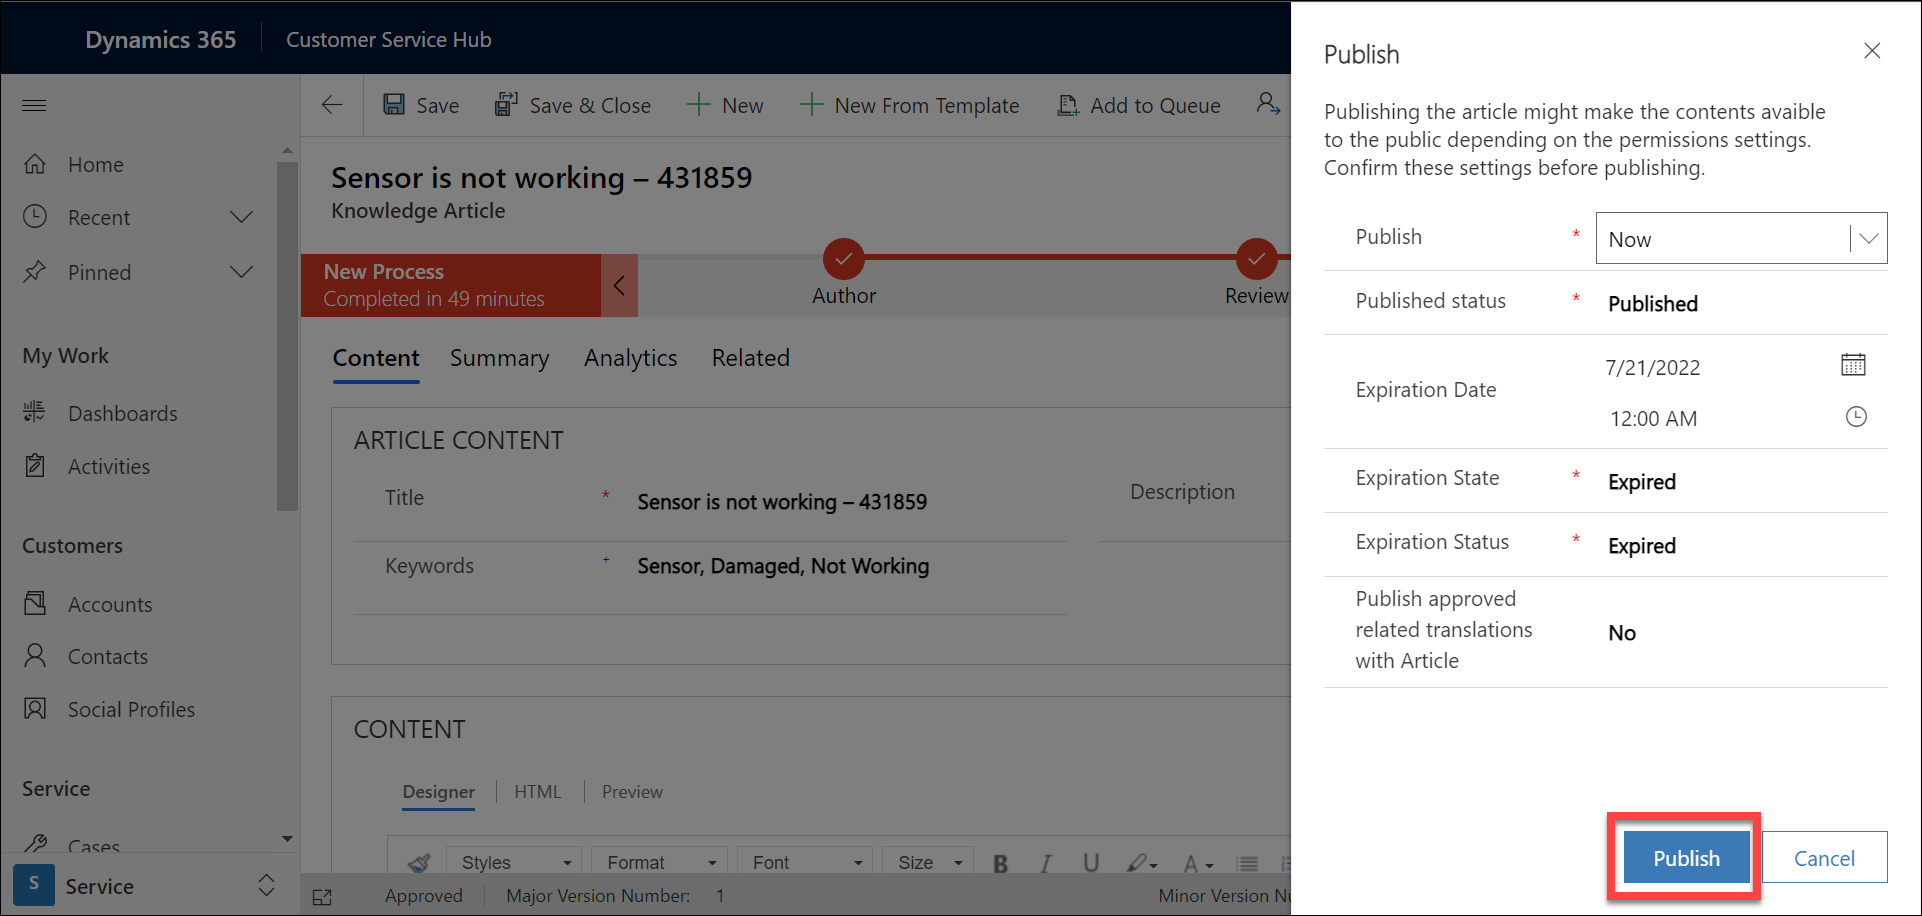 Dynamics 365
Customer Service Hub
Save
Save & Close
New
New From Template
Add to Queue
Home
Recent
Pinned
My Work
Dashboards
Activities
Customers
Accounts
Contacts
Social Profiles
Service
Cases
S
Service
Sensor is not working – 431859
Knowledge Article
New Process
Completed in 49 minutes
Author
Review
Content
Summary
Analytics
Related
ARTICLE CONTENT
Title * Sensor is not working – 431859
Keywords + Sensor, Damaged, Not Working
Description
CONTENT
Designer
HTML
Preview
Styles
Format
Font
Size
B
I
U
A
Approved
Major Version Number: 1
Minor Version Nu
Publish
Publishing the article might make the contents avaible
to the public depending on the permissions settings.
Confirm these settings before publishing.
Publish * Now
Published status * Published
Expiration Date
7/21/2022
12:00 AM
Expiration State * Expired
Expiration Status * Expired
Publish approved
related translations
with Article
No
Publish
Cancel